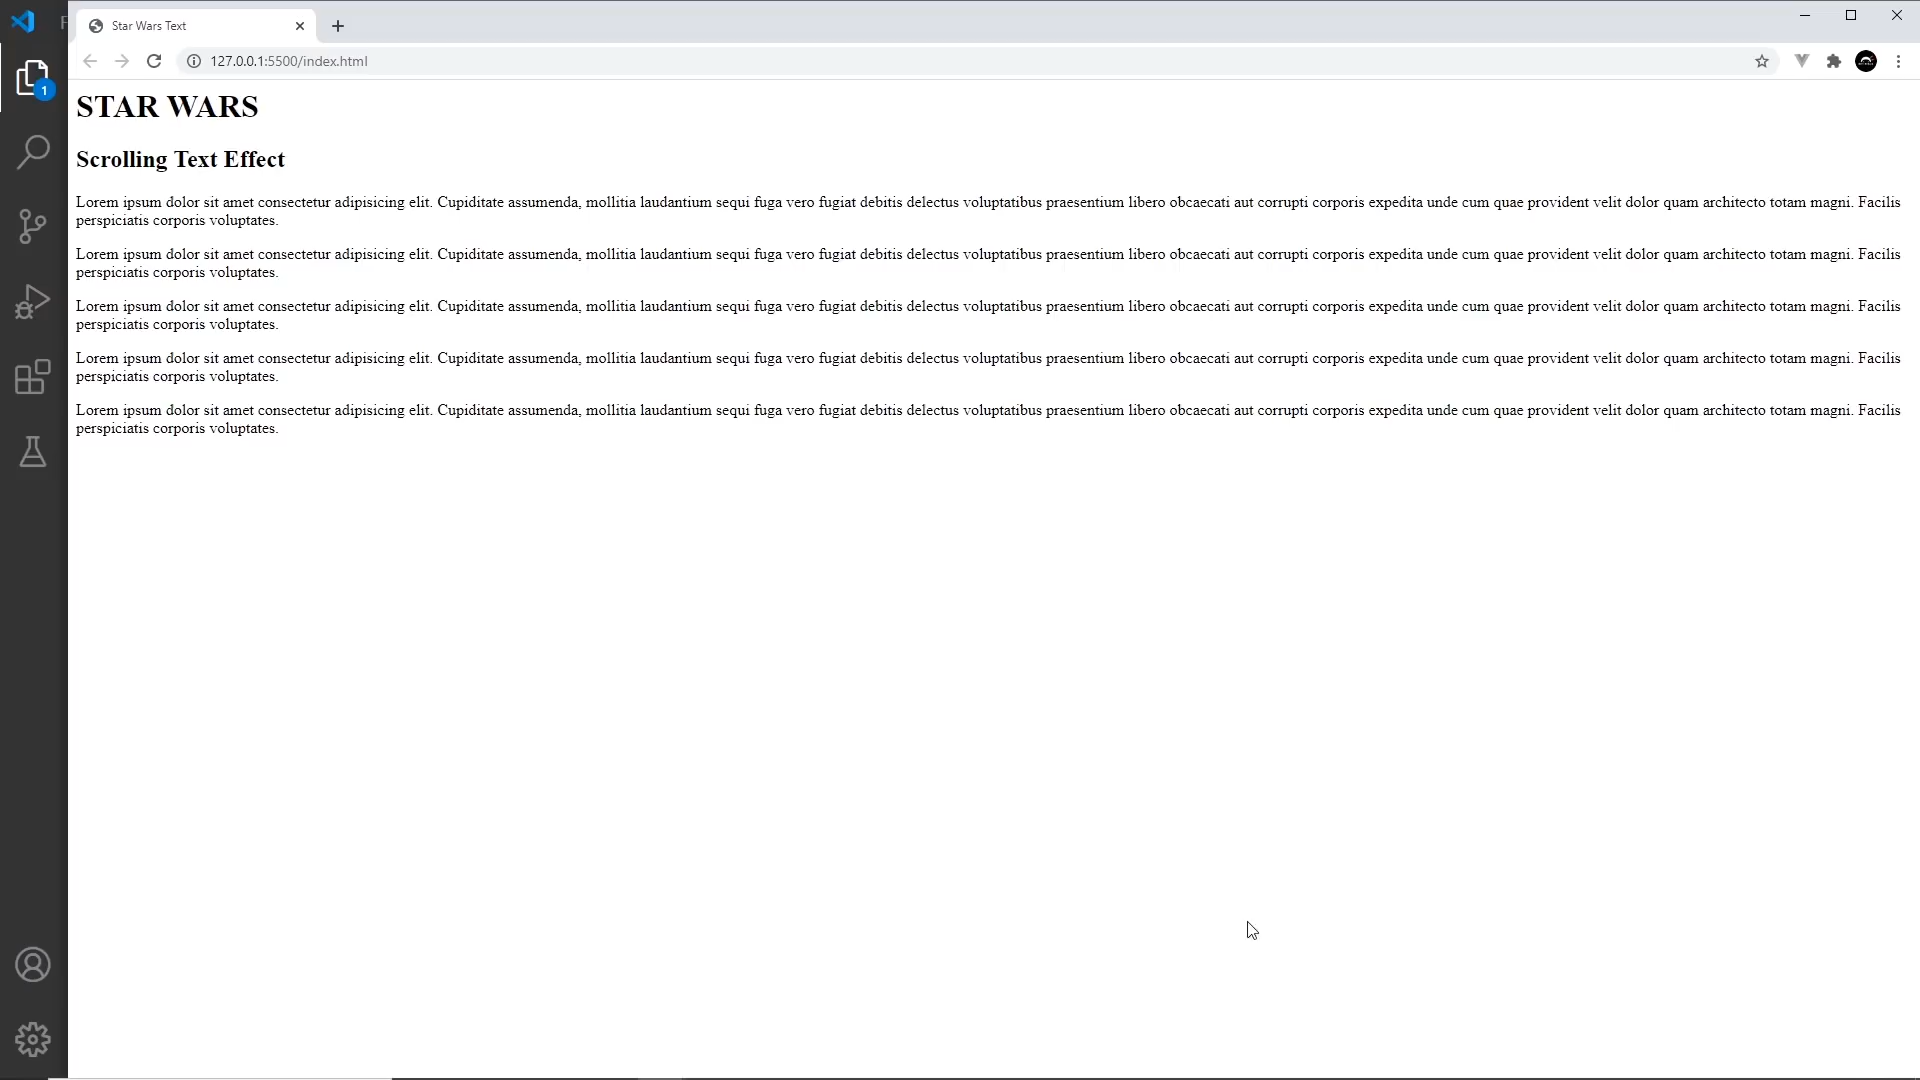 F
Star Wars Text
127.0.0.1:5500/index.html
1
STAR WARS
Scrolling Text Effect
Lorem ipsum dolor sit amet consectetur adipisicing elit. Cupiditate assumenda, mollitia laudantium sequi fuga vero fugiat debitis delectus voluptatibus praesentium libero obcaecati aut corrupti corporis expedita unde cum quae provident velit dolor quam architecto totam magni. Facilis
perspiciatis corporis voluptates.
Lorem ipsum dolor sit amet consectetur adipisicing elit. Cupiditate assumenda, mollitia laudantium sequi fuga vero fugiat debitis delectus voluptatibus praesentium libero obcaecati aut corrupti corporis expedita unde cum quae provident velit dolor quam architecto totam magni. Facilis
perspiciatis corporis voluptates.
Lorem ipsum dolor sit amet consectetur adipisicing elit. Cupiditate assumenda, mollitia laudantium sequi fuga vero fugiat debitis delectus voluptatibus praesentium libero obcaecati aut corrupti corporis expedita unde cum quae provident velit dolor quam architecto totam magni. Facilis
perspiciatis corporis voluptates.
Lorem ipsum dolor sit amet consectetur adipisicing elit. Cupiditate assumenda, mollitia laudantium sequi fuga vero fugiat debitis delectus voluptatibus praesentium libero obcaecati aut corrupti corporis expedita unde cum quae provident velit dolor quam architecto totam magni. Facilis
perspiciatis corporis voluptates.
Lorem ipsum dolor sit amet consectetur adipisicing elit. Cupiditate assumenda, mollitia laudantium sequi fuga vero fugiat debitis delectus voluptatibus praesentium libero obcaecati aut corrupti corporis expedita unde cum quae provident velit dolor quam architecto totam magni. Facilis
perspiciatis corporis voluptates.